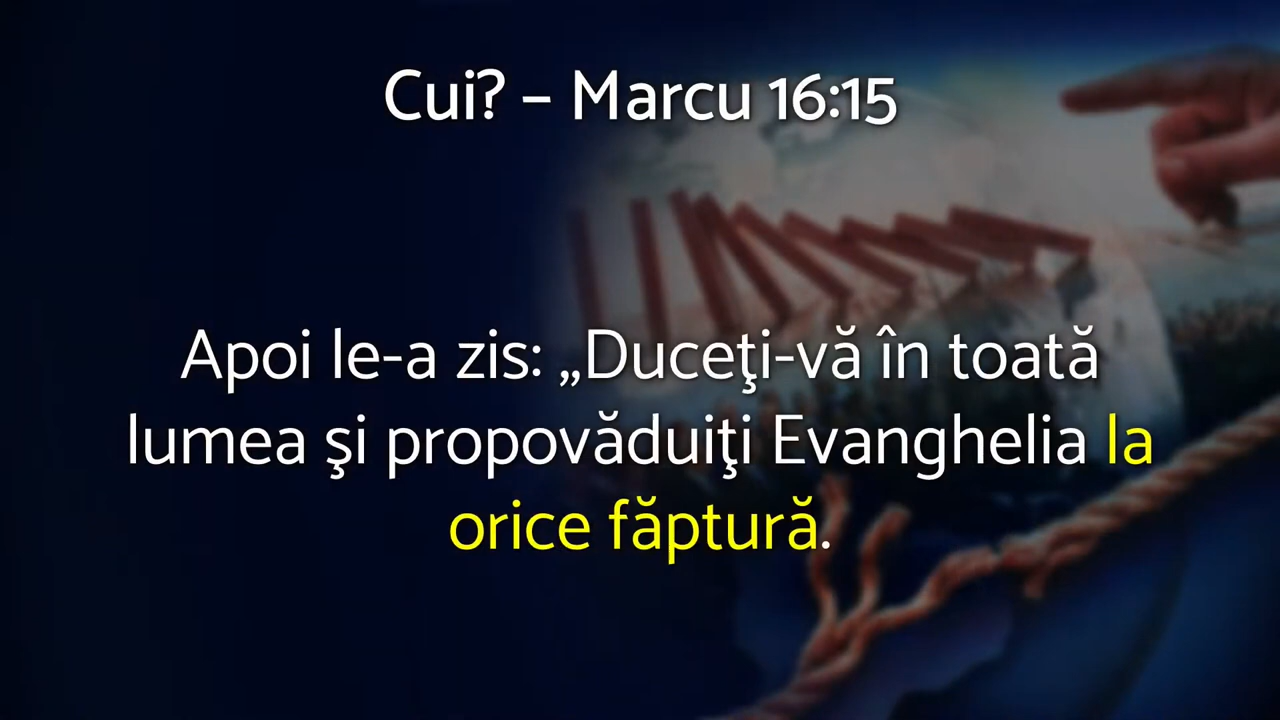 Cui? – Marcu 16:15
Apoi le-a zis: „Duceţi-vă în toată
lumea şi propovăduiţi Evanghelia la
orice făptură.